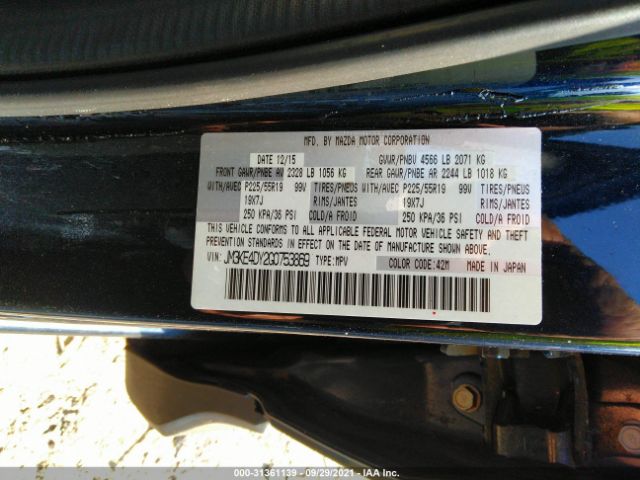 MFD. BY MAZDA MOTOR CORPORATION
DATE 12/15 GVWR/PNBV 4566 LB 2071 KG
FRONT GAWR/PNBE AV 2328 LB 1056 KG REAR GAWR/PNBE AR 2244 LB 1018 KG
WITH/AVEC P225/55R19 99V TIRES/PNEUS WITH/AVEC P225/55R19 99V TIRES/PNEUS
19X7J RIMS/JANTES 19X7J RIMS/JANTES
250 KPA/36 PSI COLD/A FROID 250 KPA/36 PSI COLD/A FROID
THIS VEHICLE CONFORMS TO ALL APPLICABLE FEDERAL MOTOR VEHICLE SAFETY AND THEFT
PREVENTION STANDARDS IN EFFECT ON THE DATE OF MANUFACTURE SHOWN ABOVE.
VIN: JM3KE4DY2G0753869 TYPE: MPV COLOR CODE: 42M MADE IN JAPAN
000-31361139 - 09/29/2021 - IAA Inc.